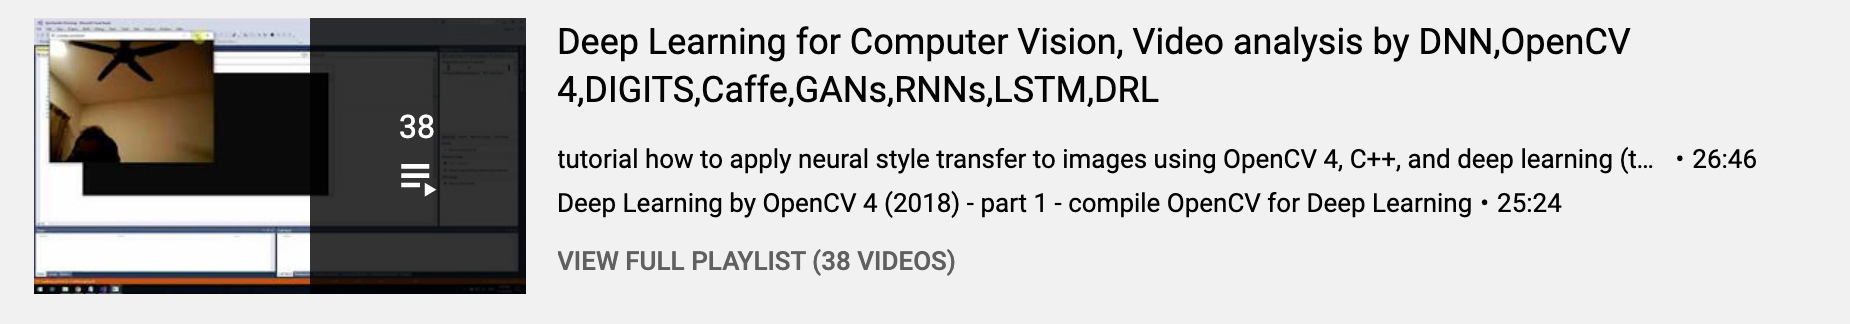 38
Deep Learning for Computer Vision, Video analysis by DNN,OpenCV
4,DIGITS,Caffe,GANs,RNNs,LSTM,DRL
tutorial how to apply neural style transfer to images using OpenCV 4, C++, and deep learning (t... • 26:46
Deep Learning by OpenCV 4 (2018) - part 1 - compile OpenCV for Deep Learning • 25:24
VIEW FULL PLAYLIST (38 VIDEOS)